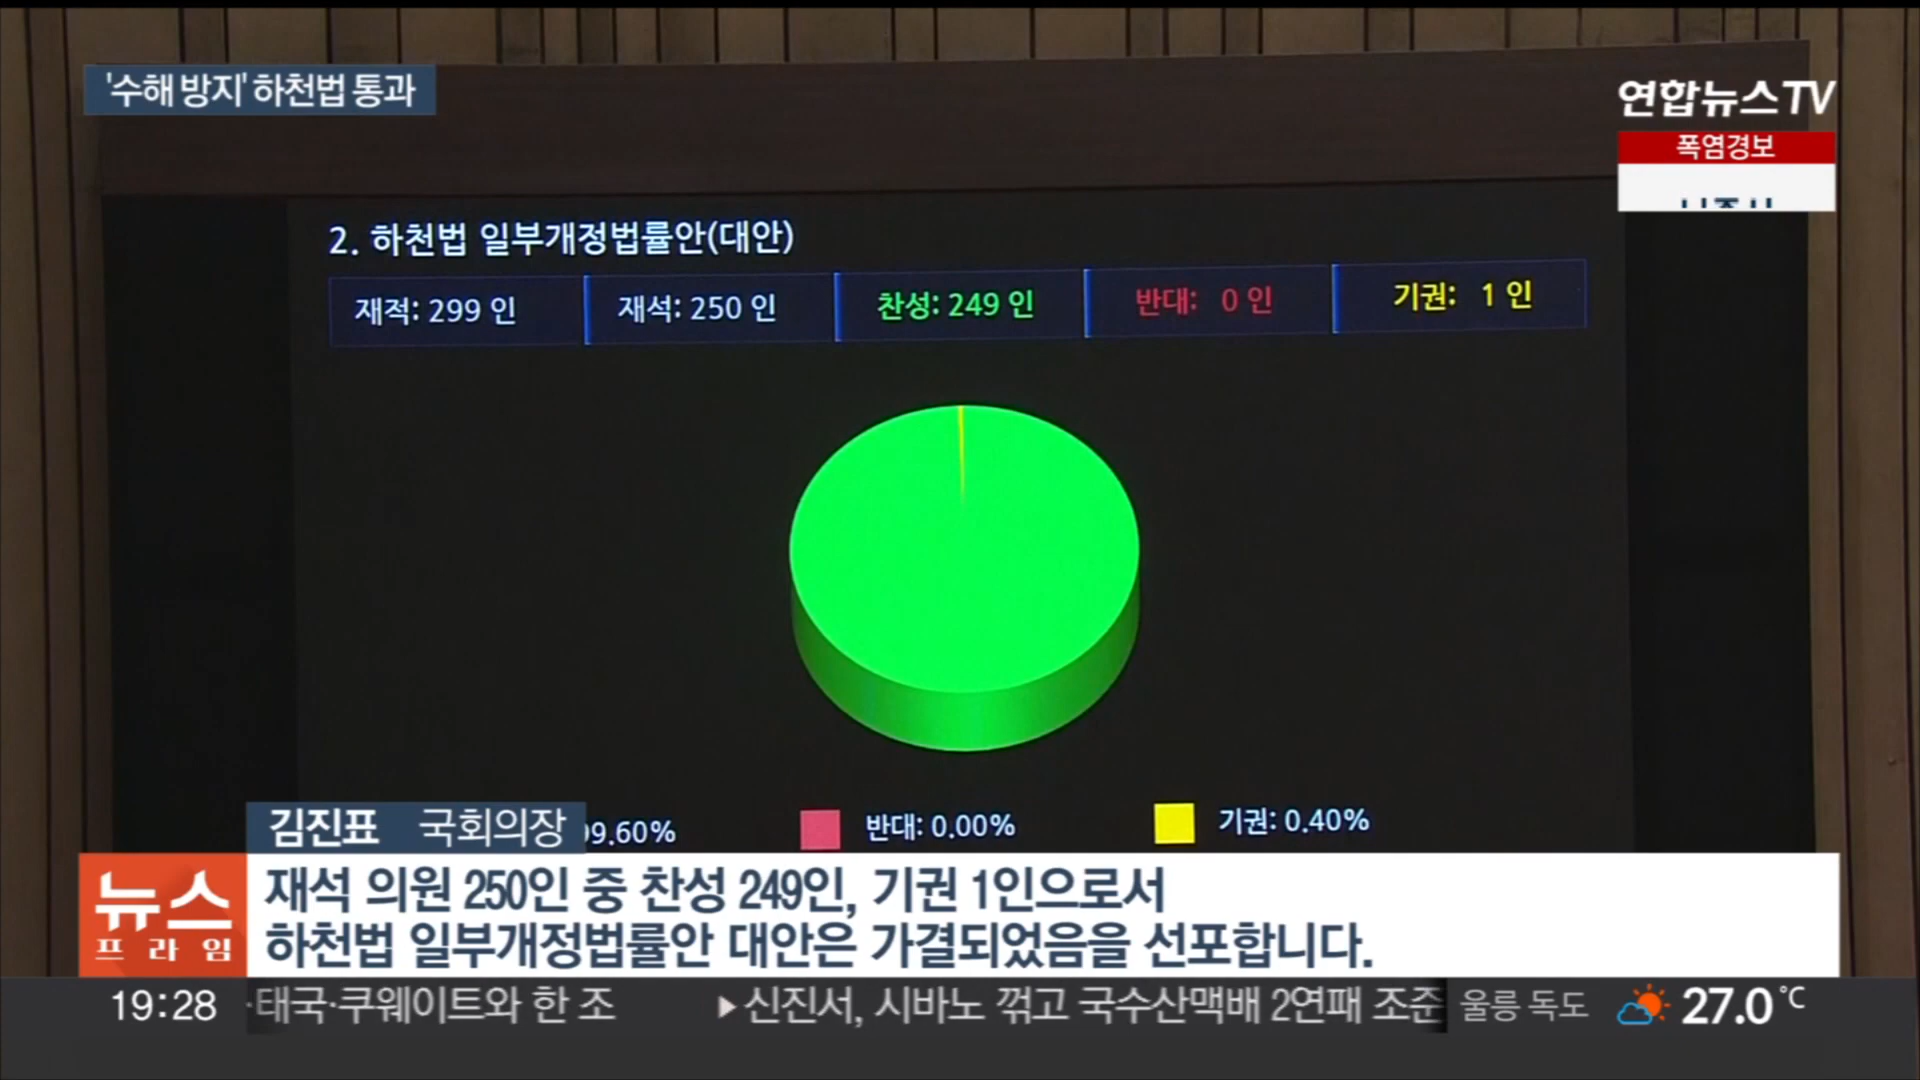 '수해 방지' 하천법 통과
연합뉴스TV
폭염경보
2. 하천법 일부개정법률안(대안)
재적: 299 인
재석: 250 인
찬성: 249 인
반대: 0 인
기권: 1 인
99.60%
반대: 0.00%
기권: 0.40%
김진표 국회의장
뉴스
프라임
재석 의원 250인 중 찬성 249인, 기권 1인으로서
하천법 일부개정법률안 대안은 가결되었음을 선포합니다.
19:28
·태국·쿠웨이트와 한 조 ▶신진서, 시바노 꺾고 국수산맥배 2연패 조준
울릉 독도
27.0℃